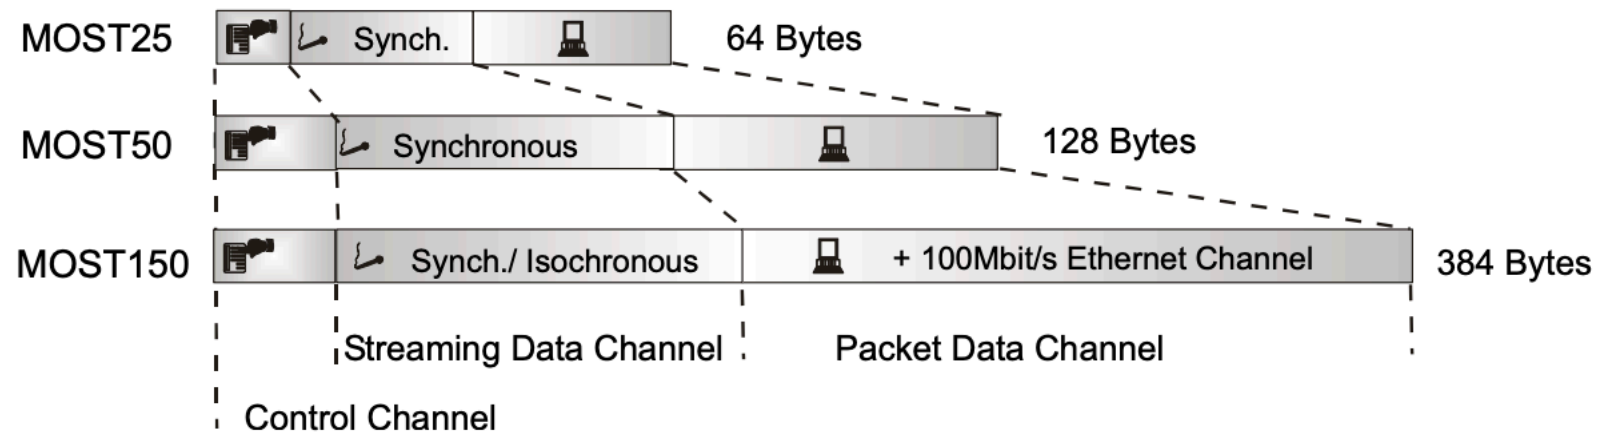 MOST25 Synch. 64 Bytes
MOST50 Synchronous 128 Bytes
MOST150 Synch./ Isochronous + 100Mbit/s Ethernet Channel 384 Bytes
Streaming Data Channel Packet Data Channel
Control Channel